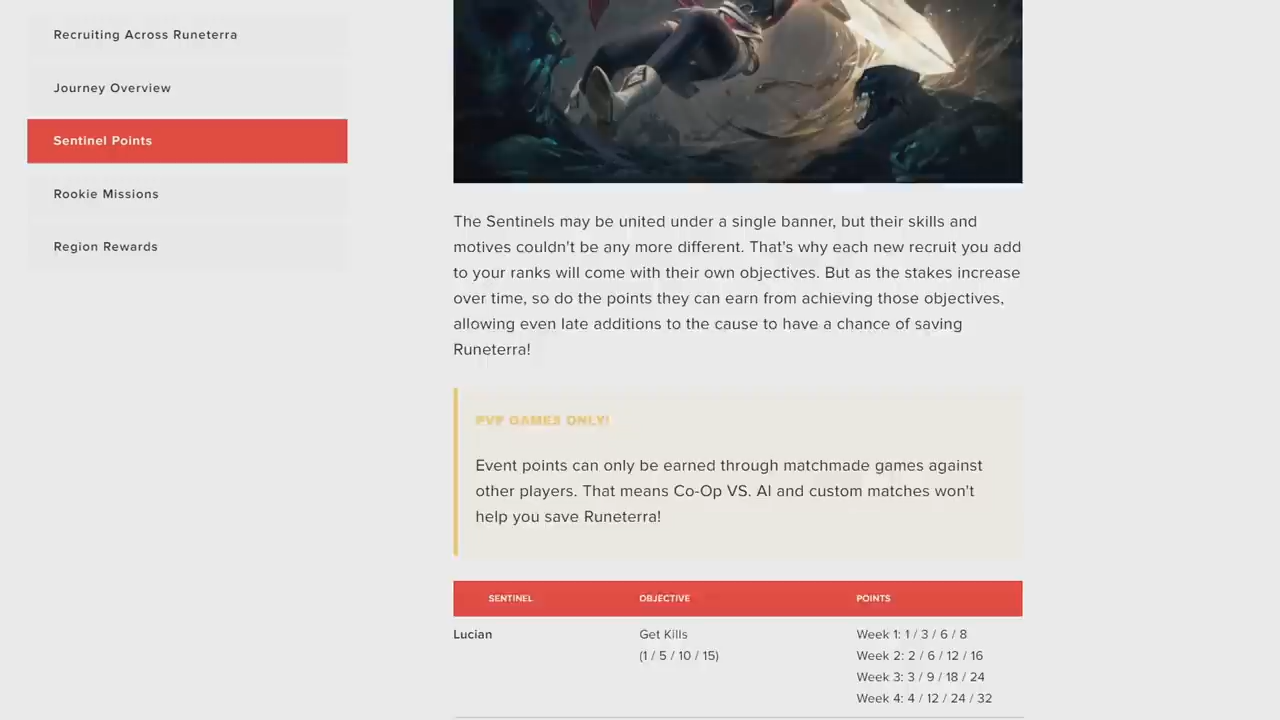 Recruiting Across Runeterra
Journey Overview
Sentinel Points
Rookie Missions
Region Rewards
The Sentinels may be united under a single banner, but their skills and
motives couldn't be any more different. That's why each new recruit you add
to your ranks will come with their own objectives. But as the stakes increase
over time, so do the points they can earn from achieving those objectives,
allowing even late additions to the cause to have a chance of saving
Runeterra!
PVP GAMES ONLY!
Event points can only be earned through matchmade games against
other players. That means Co-Op VS. AI and custom matches won't
help you save Runeterra!
SENTINEL OBJECTIVE POINTS
Lucian Get Kills Week 1: 1 / 3 / 6 / 8
(1 / 5 / 10 / 15) Week 2: 2 / 6 / 12 / 16
Week 3: 3 / 9 / 18 / 24
Week 4: 4 / 12 / 24 / 32